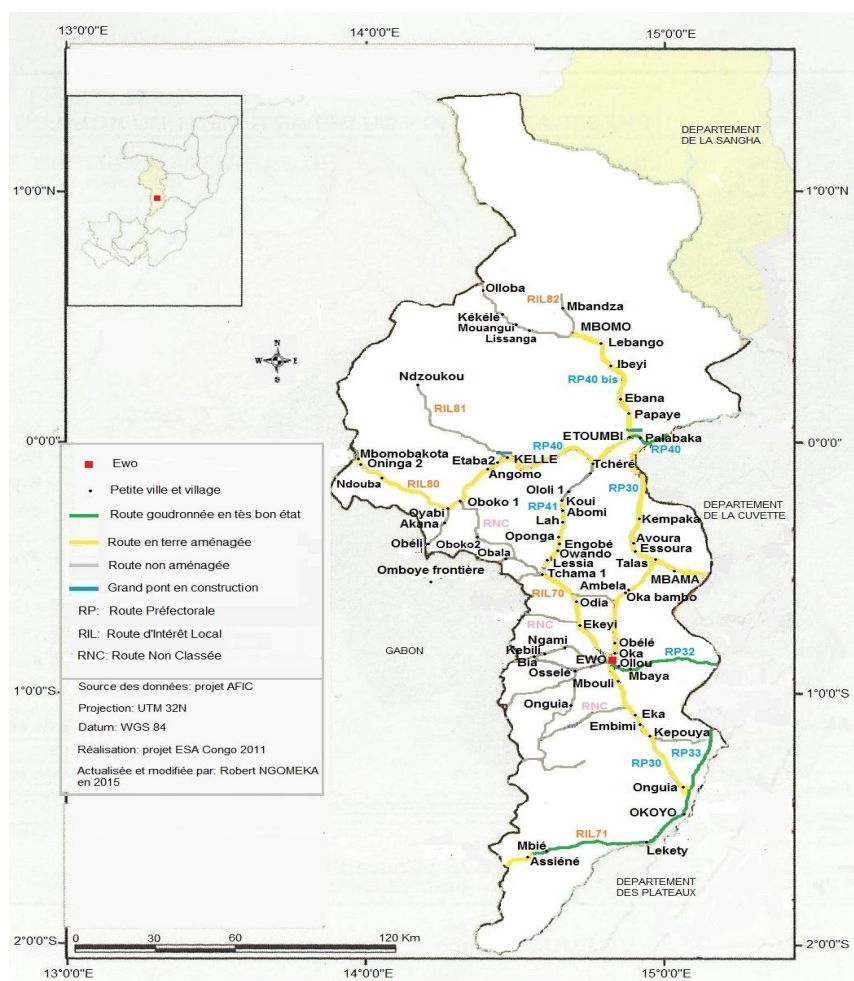 13°0'0"E
14°0'0"E
15°0'0"E
DEPARTEMENT
DE LA SANGHA
1°0'0"N
1°0'0"N
Olloba
RIL82
Mbandza
Kékélé
Mouangui
Lissanga
MBOMO
Lebango
N
W
E
S
Ibeyi
RP40 bis
Ndzoukou
Ebana
RIL81
Papaye
ETOUMBI
Palabaka
0°0'0"
0°0'0"
RP40
RP40
Mbomobakota
Oninga 2
Etaba2
KELLE
Angomo
Tchéré
Ndouba
RIL80
RP30
Ololi 1
Oboko 1
Koui
RP41
Abomi
Oyabi
Akana
RNC
Lah
Kempaka
DEPARTEMENT
DE LA CUVETTE
Oponga
Obéli
Oboko2
Engobé
Avoura
Obala
Owando
Essoura
Lessia
Talas
Omboye frontière
Tchama 1
MBAMA
Ambela
RIL70
Oka bambo
Odia
RNC
Ekeyi
Ngami
Obélé
GABON
Kebili
Oka
RP32
Bia
EWO
Ollou
Ossele
Mbaya
Mbouli
1°0'0"S
1°0'0"S
Onguia
RNC
Eka
Embimi
Kepouya
RP33
RP30
Onguia
OKOYO
RIL71
Mbié
Lekety
Assiéné
DEPARTEMENT
DES PLATEAUX
Ewo
Petite ville et village
Route goudronnée en tès bon état
Route en terre aménagée
Route non aménagée
Grand pont en construction
RP: Route Préfectorale
RIL: Route d'Intérêt Local
RNC: Route Non Classée
Source des données: projet AFIC
Projection: UTM 32N
Datum: WGS 84
Réalisation: projet ESA Congo 2011
Actualisée et modifiée par: Robert NGOMEKA
en 2015
0 30 60 120 Km
2°0'0"S
2°0'0"S
13°0'0"E
14°0'0"E
15°0'0"E